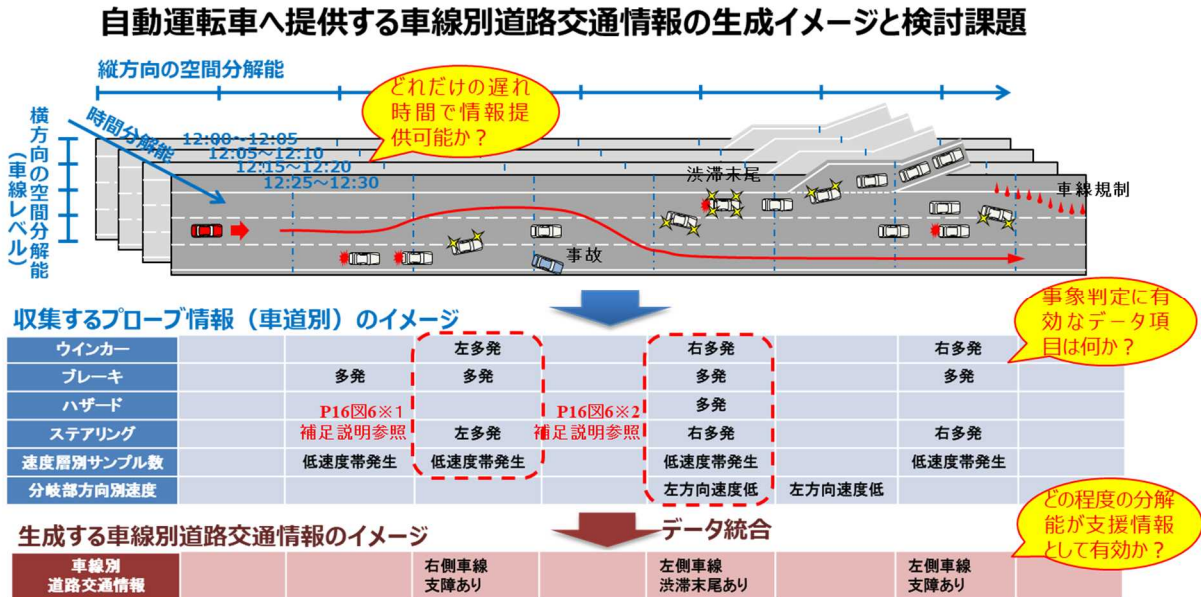 自動運転車へ提供する車線別道路交通情報の生成イメージと検討課題
縦方向の空間分解能
どれだけの遅れ
時間で情報提
供可能か？
横方向の空間分解能
(車線レベル)
時間分解能
12:00～12:05
12:05～12:10
12:15～12:20
12:25～12:30
渋滞末尾
車線規制
事故
事象判定に有
効なデータ項
目は何か？
収集するプローブ情報（車道別）のイメージ
ウインカー 左多発 右多発 右多発
ブレーキ 多発 多発 多発 多発
ハザード 多発
P16図6※1 P16図6※2
補足説明参照 補足説明参照
ステアリング 左多発 右多発 右多発
速度層別サンプル数 低速度帯発生 低速度帯発生 低速度帯発生 低速度帯発生
分岐部方向別速度 左方向速度低 左方向速度低
どの程度の分解
能が支援情報
として有効か？
生成する車線別道路交通情報のイメージ
データ統合
車線別 右側車線 左側車線 左側車線
道路交通情報 支障あり 渋滞末尾あり 支障あり